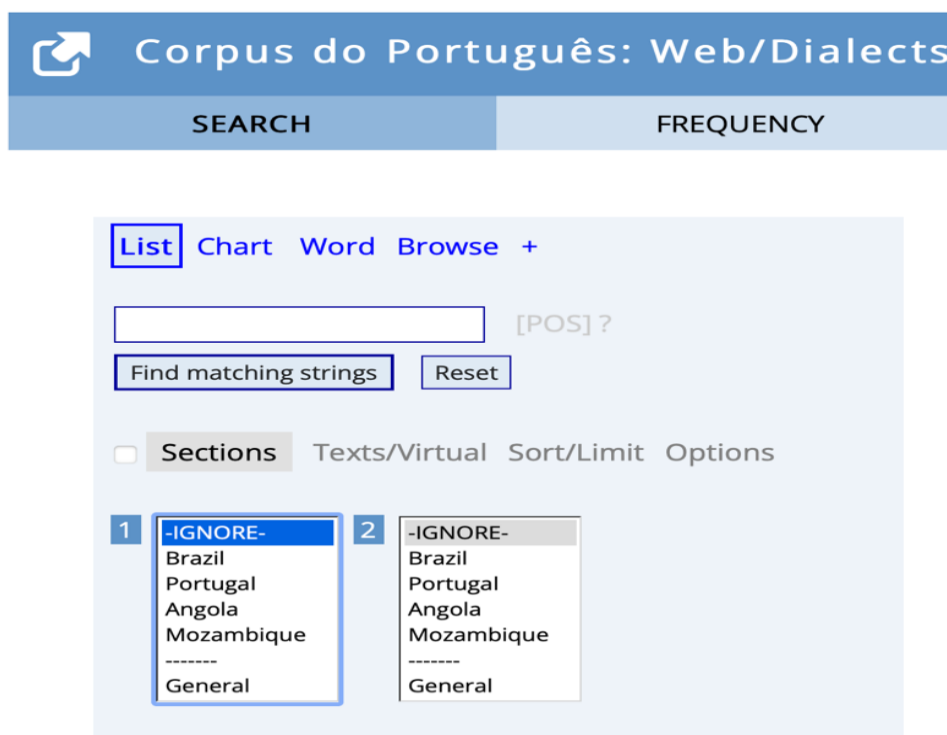 Corpus do Português: Web/Dialects
SEARCH FREQUENCY
List Chart Word Browse +
[POS] ?
Find matching strings Reset
Sections Texts/Virtual Sort/Limit Options
1 -IGNORE- 2 -IGNORE-
Brazil Brazil
Portugal Portugal
Angola Angola
Mozambique Mozambique
------- -------
General General